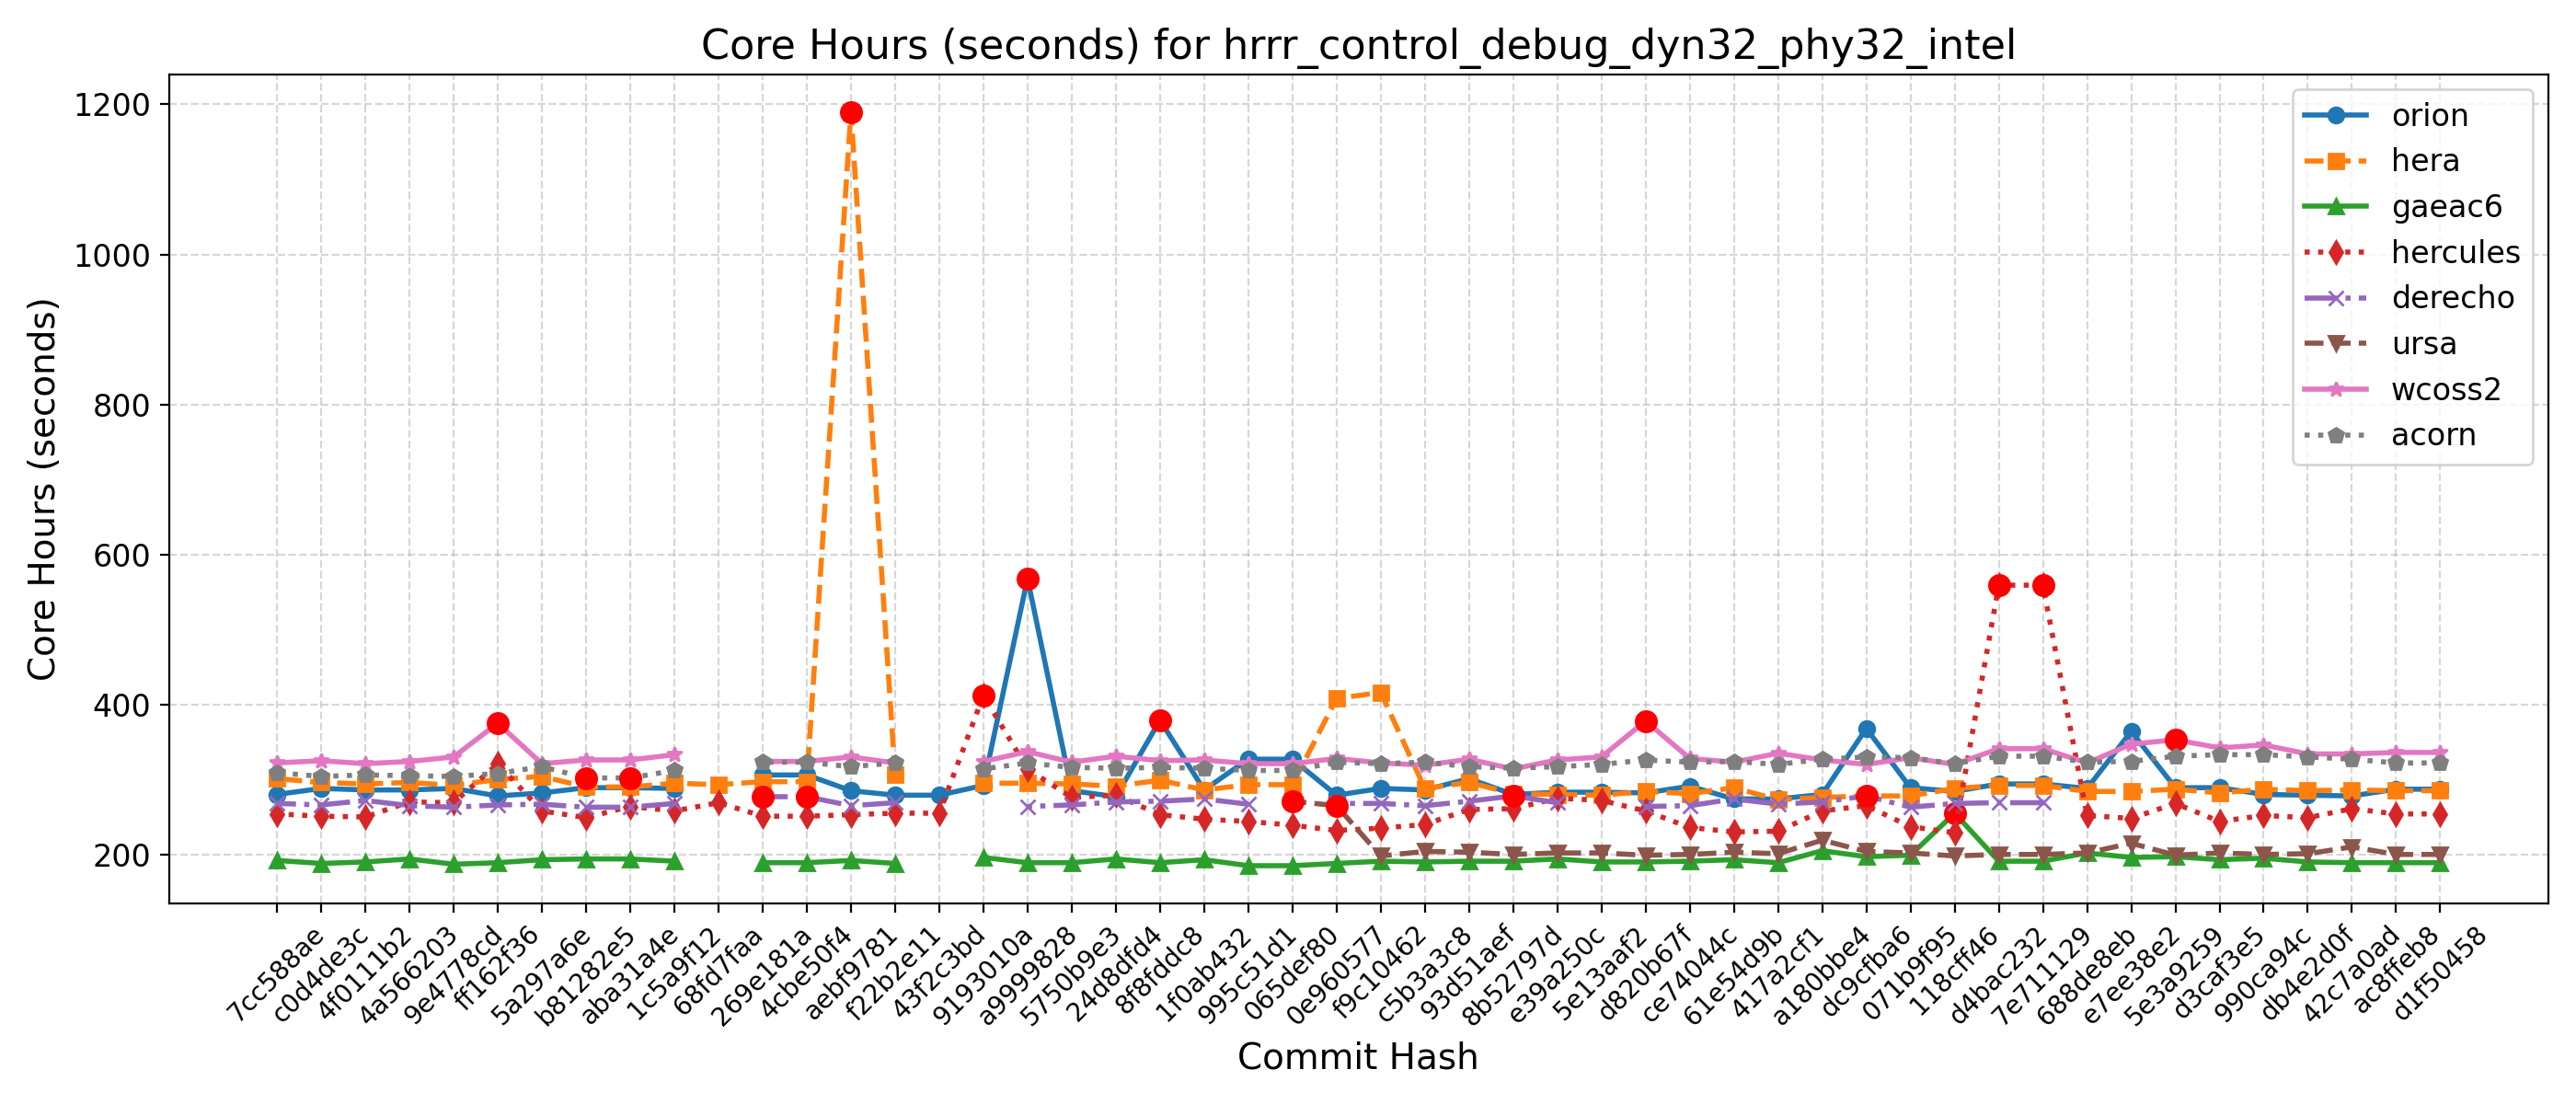 Core Hours (seconds) for hrrr_control_debug_dyn32_phy32_intel
Core Hours (seconds)
1200
1000
800
600
400
200
orion
hera
gaeac6
hercules
derecho
ursa
wcoss2
acorn
7cc588ae
c0d4de3c
4f0111b2
4a566203
9e4778cd
ff162f36
5a297a6e
b81282e5
aba31a4e
1c5a9f12
68fd7faa
269e181a
4cbe50f4
aebf9781
f22b2e11
43f2c3bd
9193010a
a9999828
5750b9e3
24d8dfd4
8f8fddc8
1f0ab432
995c51d1
065def80
0e960577
f9c10462
c5b3a3c8
93d51aef
8b52797d
e39a250c
5e13aaf2
d820b67f
ce74044c
61e54d9b
417a2cf1
a180bbe4
dc9cfba6
071b9f95
118cff46
d4bac232
7e711129
688de8eb
e7ee38e2
5e3a9259
d3caf3e5
990ca94c
db4e2d0f
42c7a0ad
ac8ffeb8
d1f50458
Commit Hash